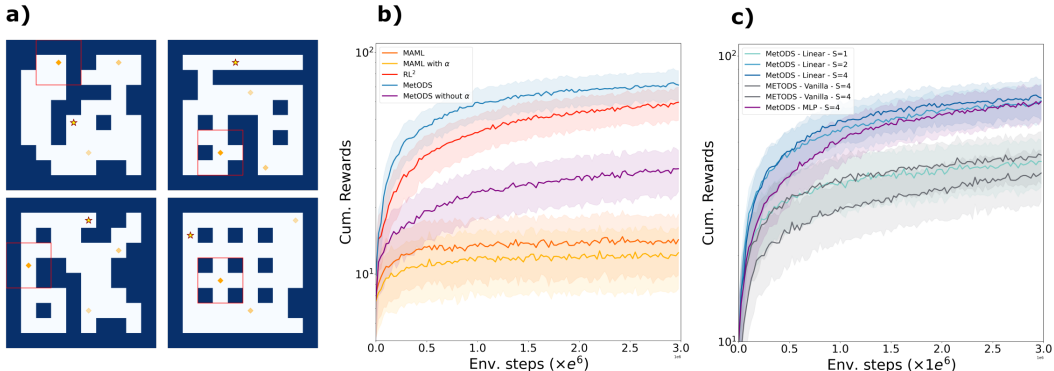 a)
b)
c)
10²
10¹
Cum. Rewards
MAML
MAML with α
RL²
MetODS
MetODS without α
0.0 0.5 1.0 1.5 2.0 2.5 3.0
1e6
Env. steps (×e⁶)
10²
10¹
Cum. Rewards
MetODS - Linear - S=1
MetODS - Linear - S=2
MetODS - Linear - S=4
METODS - Vanilla - S=4
METODS - Vanilla - S=4
MetODS - MLP - S=4
0.0 0.5 1.0 1.5 2.0 2.5 3.0
1e6
Env. steps (×1e⁶)